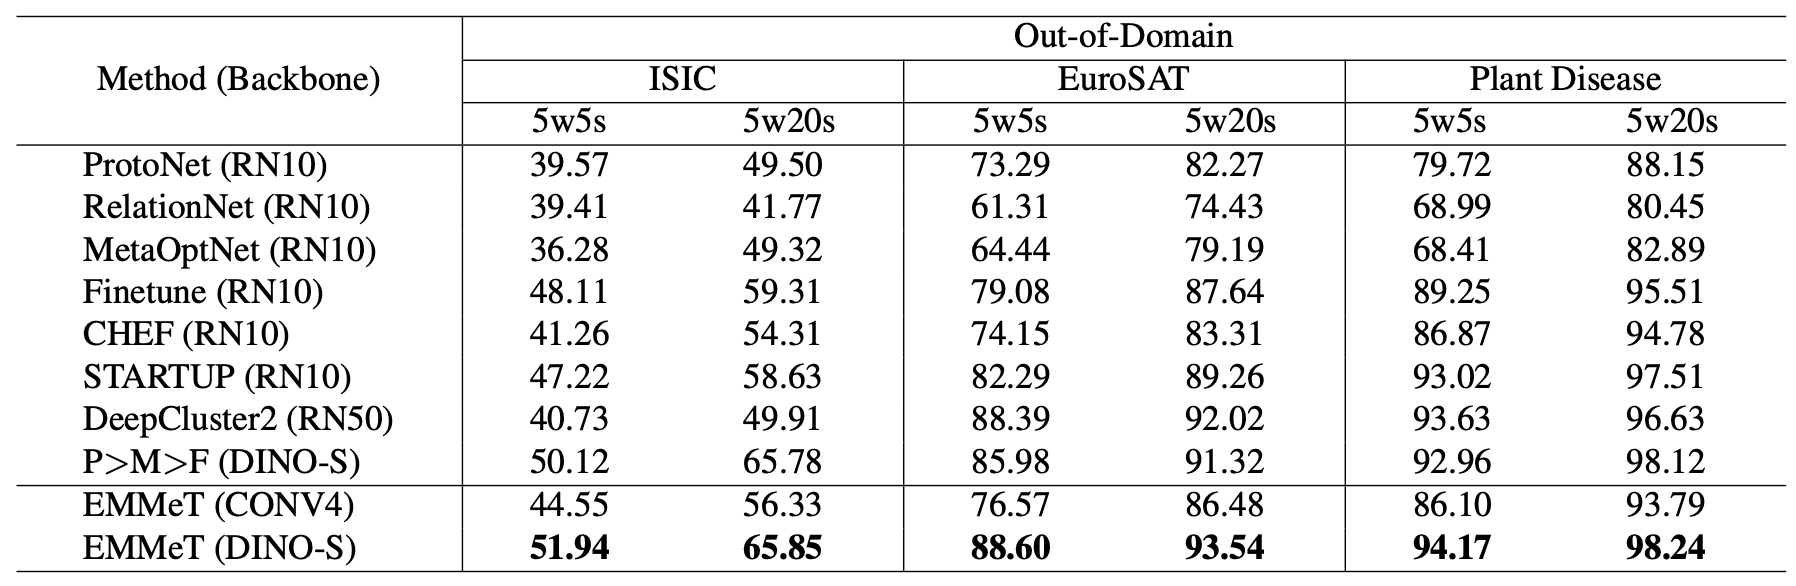 Out-of-Domain
Method (Backbone) ISIC EuroSAT Plant Disease
5w5s 5w20s 5w5s 5w20s 5w5s 5w20s
ProtoNet (RN10) 39.57 49.50 73.29 82.27 79.72 88.15
RelationNet (RN10) 39.41 41.77 61.31 74.43 68.99 80.45
MetaOptNet (RN10) 36.28 49.32 64.44 79.19 68.41 82.89
Finetune (RN10) 48.11 59.31 79.08 87.64 89.25 95.51
CHEF (RN10) 41.26 54.31 74.15 83.31 86.87 94.78
STARTUP (RN10) 47.22 58.63 82.29 89.26 93.02 97.51
DeepCluster2 (RN50) 40.73 49.91 88.39 92.02 93.63 96.63
P>M>F (DINO-S) 50.12 65.78 85.98 91.32 92.96 98.12
EMMeT (CONV4) 44.55 56.33 76.57 86.48 86.10 93.79
EMMeT (DINO-S) 51.94 65.85 88.60 93.54 94.17 98.24